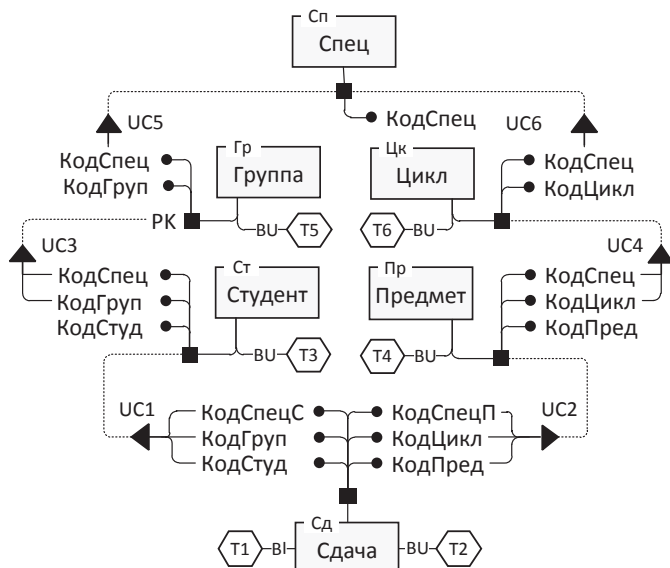 Сп
Спец
КодСпец
UC5
UC6
КодСпец
КодГруп
Гр
Группа
Цк
Цикл
КодСпец
КодЦикл
PK
BU
T5
T6
BU
UC3
UC4
КодСпец
КодГруп
КодСтуд
Ст
Студент
Пр
Предмет
КодСпец
КодЦикл
КодПред
BU
T3
T4
BU
UC1
КодСпецС
КодГруп
КодСтуд
КодСпецП
КодЦикл
КодПред
UC2
Сд
Сдача
T1
BI
BU
T2